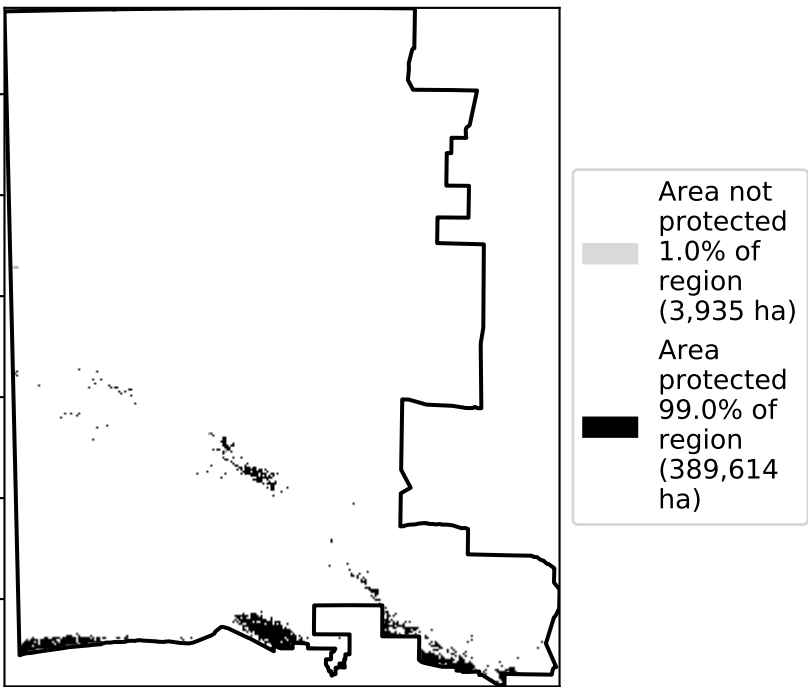 Area not
protected
1.0% of
region
(3,935 ha)
Area
protected
99.0% of
region
(389,614
ha)